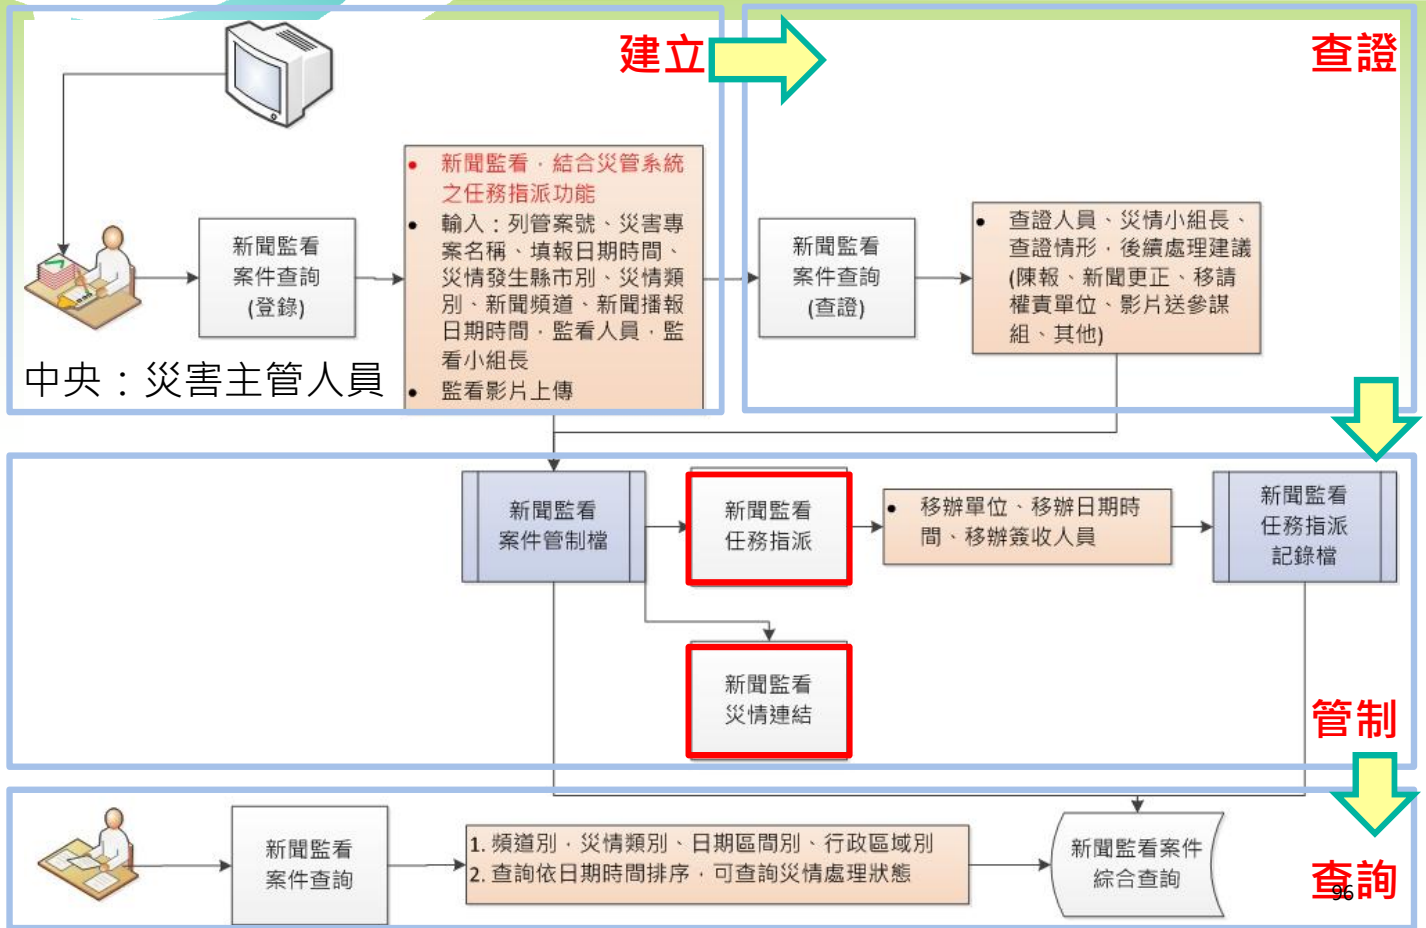 建立
查證
新聞監看
案件查詢
(登錄)
• 新聞監看，結合災管系統
之任務指派功能
• 輸入：列管案號、災害專
案名稱、填報日期時間、
災情發生縣市別、災情類
別、新聞頻道、新聞播報
日期時間，監看人員，監
看小組長
• 監看影片上傳
中央：災害主管人員
新聞監看
案件查詢
(查證)
• 查證人員、災情小組長、
查證情形，後續處理建議
(陳報、新聞更正、移請
權責單位、影片送參謀
組、其他)
新聞監看
案件管制檔
新聞監看
任務指派
• 移辦單位、移辦日期時
間、移辦簽收人員
新聞監看
任務指派
記錄檔
新聞監看
災情連結
管制
新聞監看
案件查詢
1. 頻道別，災情類別、日期區間別、行政區域別
2. 查詢依日期時間排序，可查詢災情處理狀態
新聞監看案件
綜合查詢
查詢
96